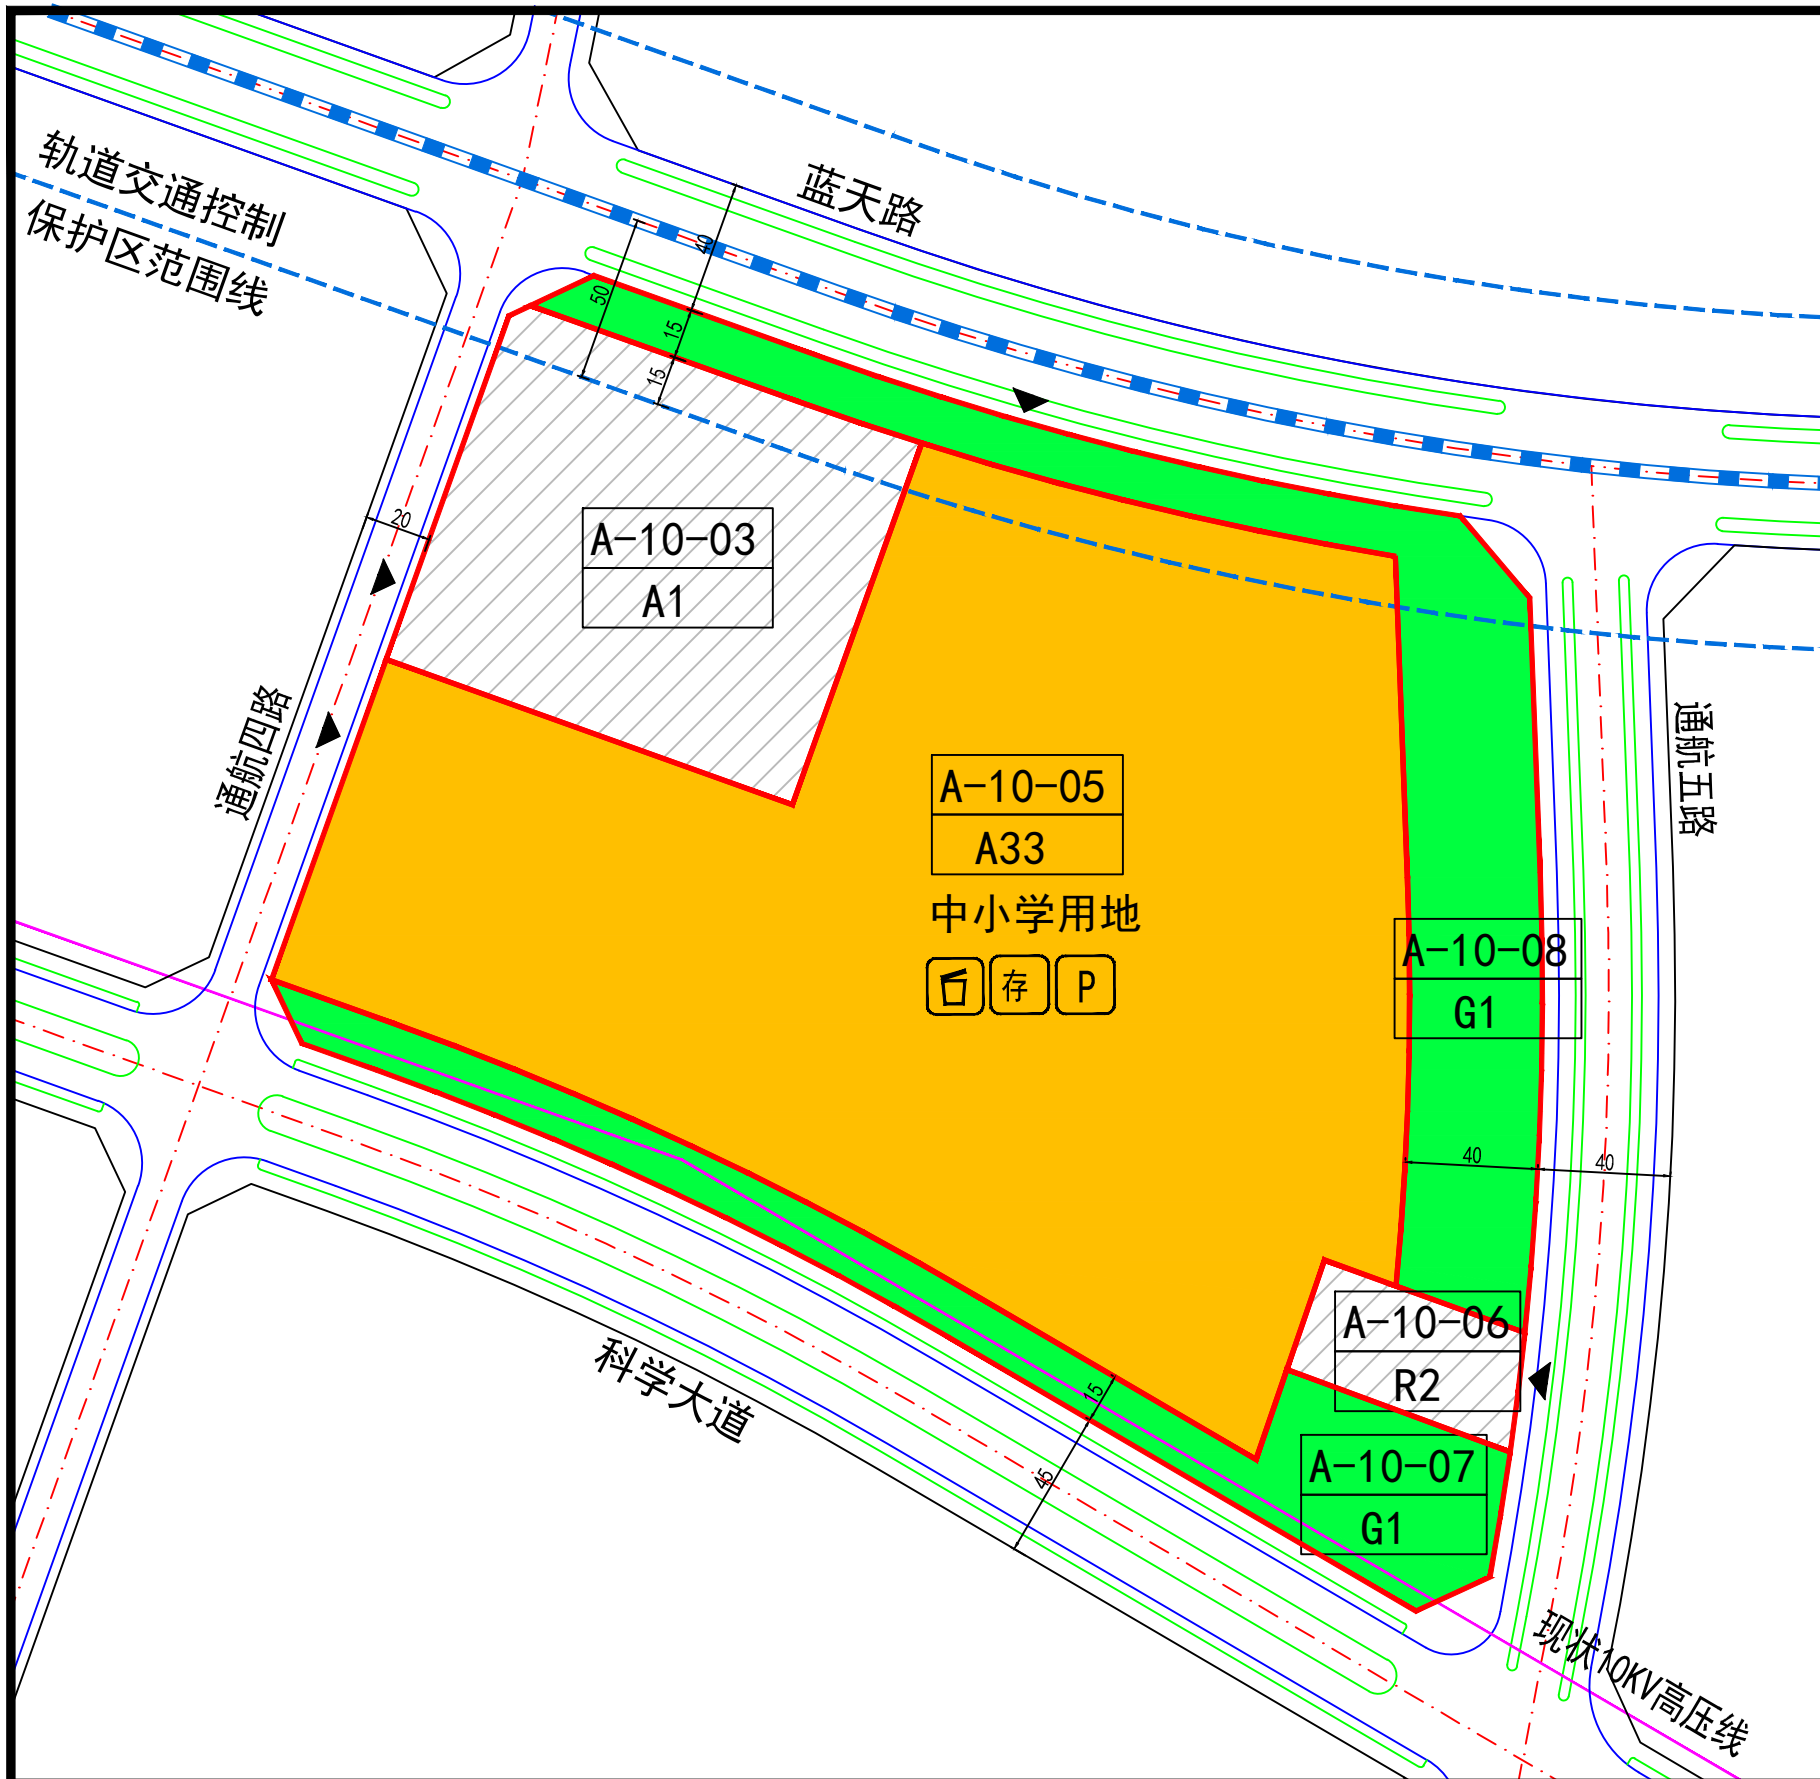 轨道交通控制
保护区范围线
蓝天路
40
50
15
15
20
A-10-03
A1
通航四路
通航五路
A-10-05
A33
中小学用地
存
P
A-10-08
G1
40
40
A-10-06
R2
科学大道
15
45
A-10-07
G1
现状10KV高压线